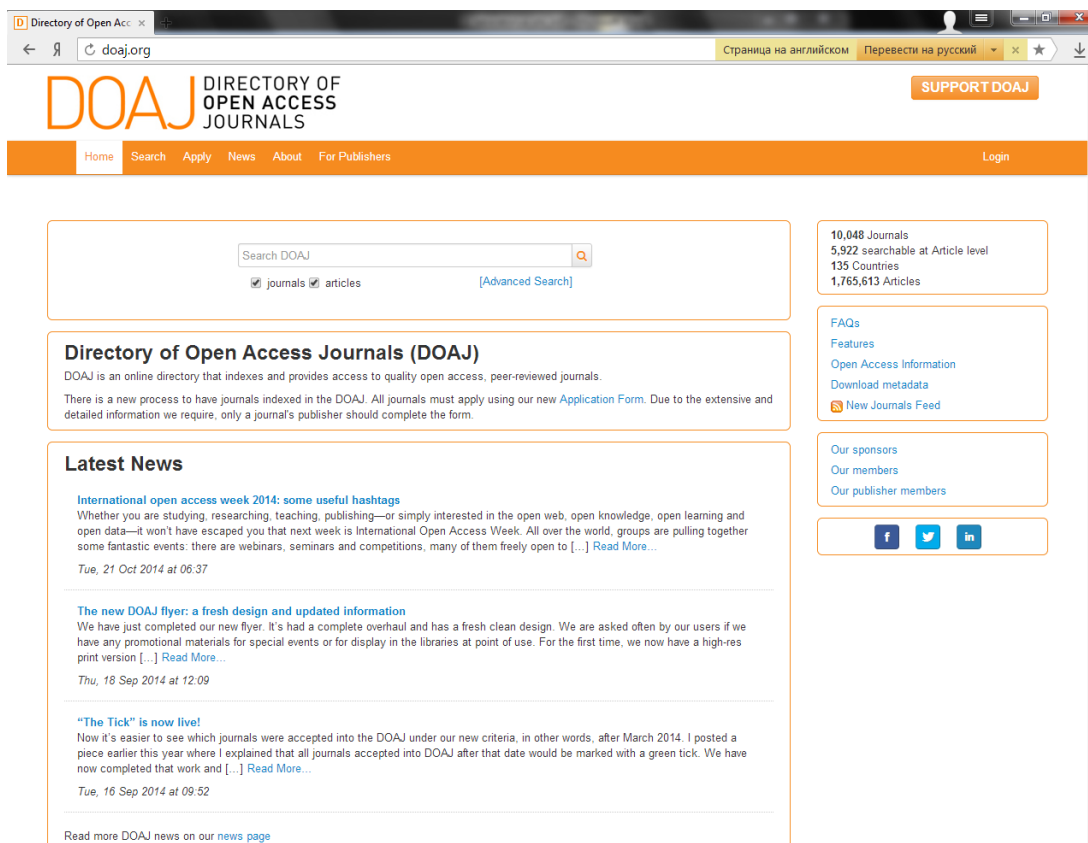 Directory of Open Acc
doaj.org
Страница на английском
Перевести на русский
DOAJ
DIRECTORY OF
OPEN ACCESS
JOURNALS
SUPPORT DOAJ
Home Search Apply News About For Publishers
Login
Search DOAJ
journals articles
[Advanced Search]
Directory of Open Access Journals (DOAJ)
DOAJ is an online directory that indexes and provides access to quality open access, peer-reviewed journals.
There is a new process to have journals indexed in the DOAJ. All journals must apply using our new Application Form. Due to the extensive and
detailed information we require, only a journal's publisher should complete the form.
Latest News
International open access week 2014: some useful hashtags
Whether you are studying, researching, teaching, publishing—or simply interested in the open web, open knowledge, open learning and
open data—it won't have escaped you that next week is International Open Access Week. All over the world, groups are pulling together
some fantastic events: there are webinars, seminars and competitions, many of them freely open to […] Read More...
Tue, 21 Oct 2014 at 06:37
The new DOAJ flyer: a fresh design and updated information
We have just completed our new flyer. It's had a complete overhaul and has a fresh clean design. We are asked often by our users if we
have any promotional materials for special events or for display in the libraries at point of use. For the first time, we now have a high-res
print version […] Read More...
Thu, 18 Sep 2014 at 12:09
“The Tick” is now live!
Now it's easier to see which journals were accepted into the DOAJ under our new criteria, in other words, after March 2014. I posted a
piece earlier this year where I explained that all journals accepted into DOAJ after that date would be marked with a green tick. We have
now completed that work and […] Read More...
Tue, 16 Sep 2014 at 09:52
Read more DOAJ news on our news page
10,048 Journals
5,922 searchable at Article level
135 Countries
1,765,613 Articles
FAQs
Features
Open Access Information
Download metadata
New Journals Feed
Our sponsors
Our members
Our publisher members